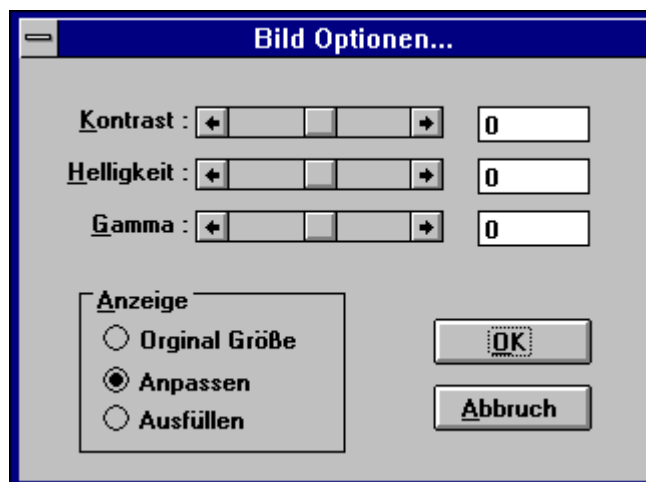 Bild Optionen...
Kontrast : 0
Helligkeit : 0
Gamma : 0
Anzeige
Orginal Größe
Anpassen
Ausfüllen
OK
Abbruch